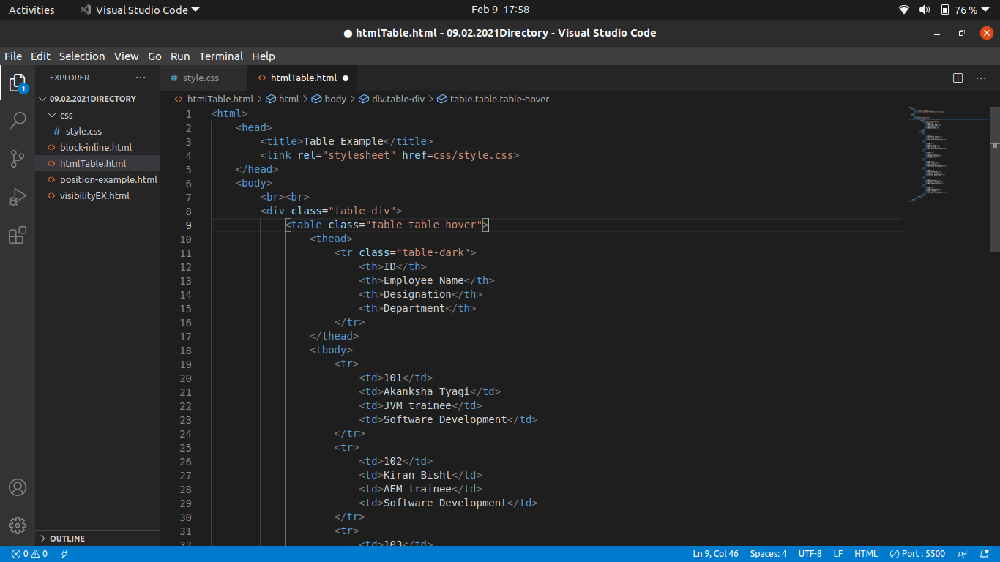 Activities Visual Studio Code Feb 9 17:58 76 %
● htmlTable.html - 09.02.2021Directory - Visual Studio Code
File Edit Selection View Go Run Terminal Help
EXPLORER ...
1
09.02.2021DIRECTORY
css
# style.css
<> block-inline.html
<> htmlTable.html
<> position-example.html
<> visibilityEX.html
OUTLINE
# style.css <> htmlTable.html ● ...
<> htmlTable.html > html > body > div.table-div > table.table.table-hover
1 <html>
2 <head>
3 <title>Table Example</title>
4 <link rel="stylesheet" href=css/style.css>
5 </head>
6 <body>
7 <br><br>
8 <div class="table-div">
9 <table class="table table-hover">
10 <thead>
11 <tr class="table-dark">
12 <th>ID</th>
13 <th>Employee Name</th>
14 <th>Designation</th>
15 <th>Department</th>
16 </tr>
17 </thead>
18 <tbody>
19 <tr>
20 <td>101</td>
21 <td>Akanksha Tyagi</td>
22 <td>JVM trainee</td>
23 <td>Software Development</td>
24 </tr>
25 <tr>
26 <td>102</td>
27 <td>Kiran Bisht</td>
28 <td>AEM trainee</td>
29 <td>Software Development</td>
30 </tr>
31 <tr>
32 <td>103</td>
0 0 Ln 9, Col 46 Spaces: 4 UTF-8 LF HTML Port : 5500